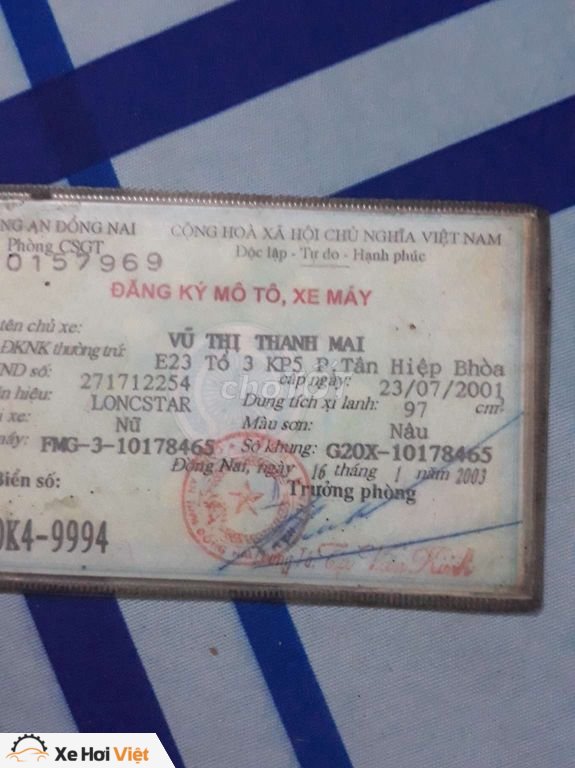 NG AN ĐỒNG NAI
Phòng CSGT
0157969
CỘNG HOÀ XÃ HỘI CHỦ NGHĨA VIỆT NAM
Độc lập - Tự do - Hạnh phúc
ĐĂNG KÝ MÔ TÔ, XE MÁY
tên chủ xe: VŨ THỊ THANH MAI
ĐKNK thường trú: E23 Tổ 3 KP5 P Tân Hiệp Bhòa
ND số: 271712254 cấp ngày: 23/07/2001
n hiệu: LONCSTAR Dung tích xi lanh: 97 cm³
i xe: Nữ Màu sơn: Nâu
máy: FMG-3-10178465 Số khung: G20X-10178465
Đồng Nai, ngày 16 tháng 1 năm 2003
Biển số: Trưởng phòng
0K4-9994
chợTỐT
Xe Hơi Việt